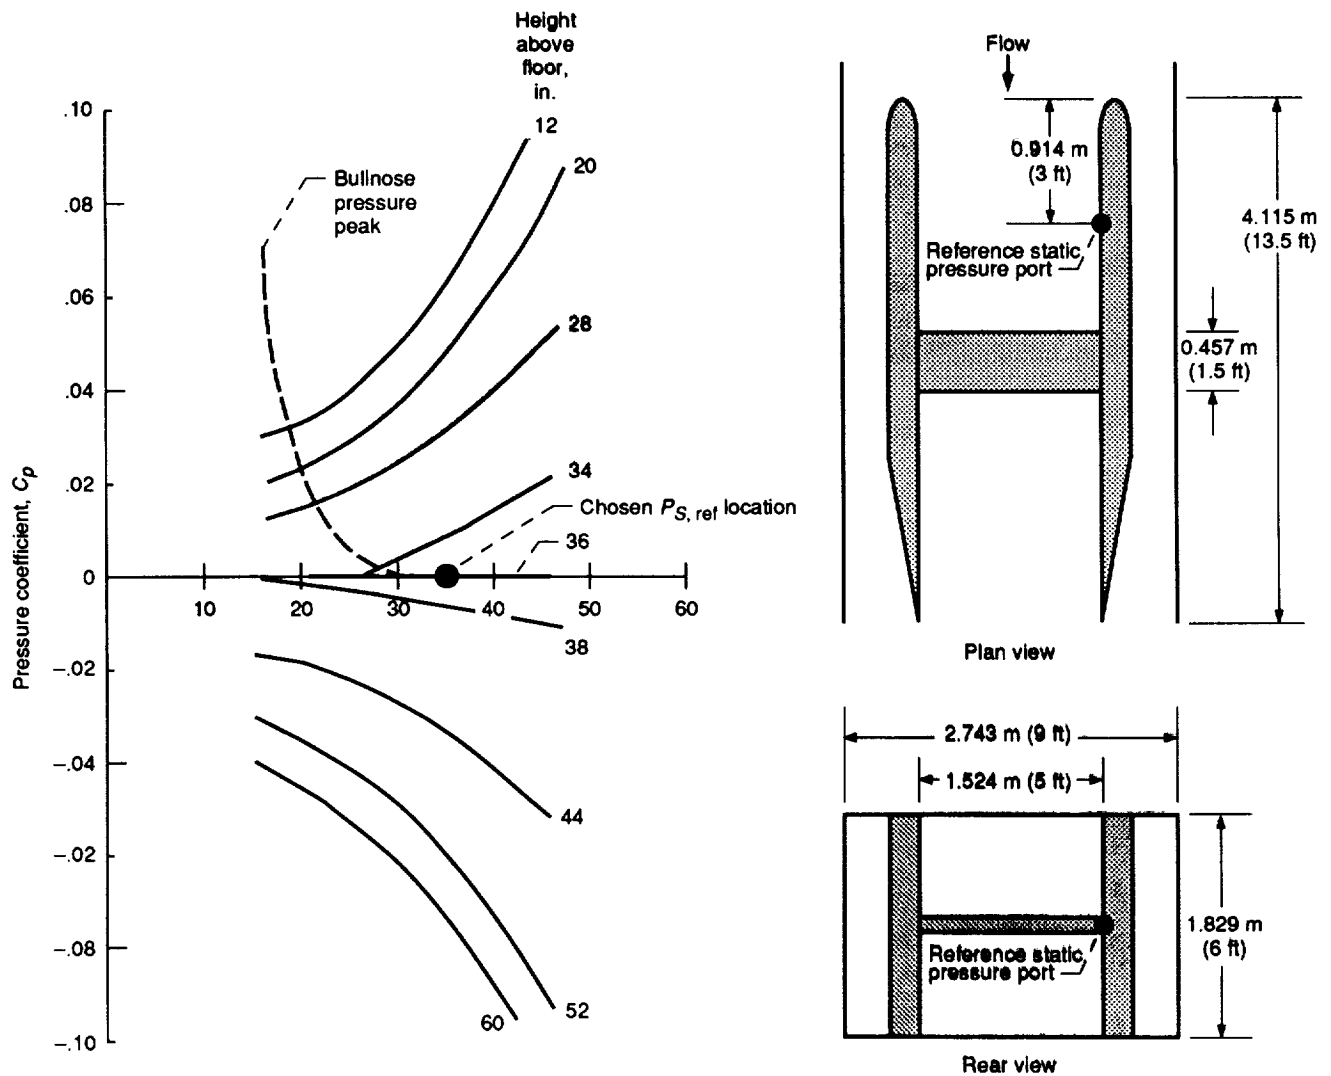 Height
above
floor,
in.
12
20
28
34
36
38
44
52
60
Bullnose
pressure
peak
Chosen PS, ref location
Pressure coefficient, Cp
.10
.08
.06
.04
.02
0
−.02
−.04
−.02
−.08
−.10
10
20
30
40
50
60
Flow
0.914 m
(3 ft)
Reference static
pressure port
4.115 m
(13.5 ft)
0.457 m
(1.5 ft)
Plan view
2.743 m (9 ft)
1.524 m (5 ft)
1.829 m
(6 ft)
Reference static
pressure port
Rear view